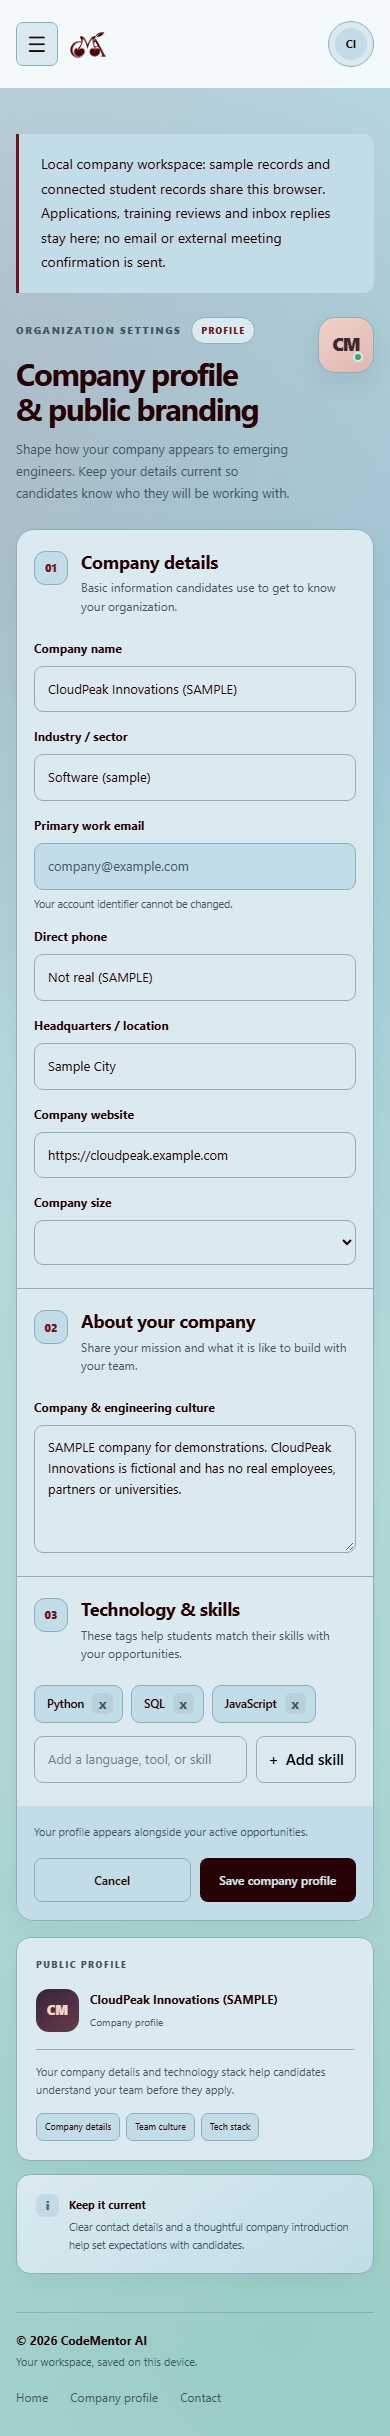 CI
Local company workspace: sample records and
connected student records share this browser.
Applications, training reviews and inbox replies
stay here; no email or external meeting
confirmation is sent.
ORGANIZATION SETTINGS PROFILE
CM
Company profile
& public branding
Shape how your company appears to emerging
engineers. Keep your details current so
candidates know who they will be working with.
01 Company details
Basic information candidates use to get to know
your organization.
Company name
CloudPeak Innovations (SAMPLE)
Industry / sector
Software (sample)
Primary work email
company@example.com
Your account identifier cannot be changed.
Direct phone
Not real (SAMPLE)
Headquarters / location
Sample City
Company website
https://cloudpeak.example.com
Company size
02 About your company
Share your mission and what it is like to build with
your team.
Company & engineering culture
SAMPLE company for demonstrations. CloudPeak
Innovations is fictional and has no real employees,
partners or universities.
03 Technology & skills
These tags help students match their skills with
your opportunities.
Python x SQL x JavaScript x
Add a language, tool, or skill + Add skill
Your profile appears alongside your active opportunities.
Cancel Save company profile
PUBLIC PROFILE
CM CloudPeak Innovations (SAMPLE)
Company profile
Your company details and technology stack help candidates
understand your team before they apply.
Company details Team culture Tech stack
i Keep it current
Clear contact details and a thoughtful company introduction
help set expectations with candidates.
© 2026 CodeMentor AI
Your workspace, saved on this device.
Home Company profile Contact